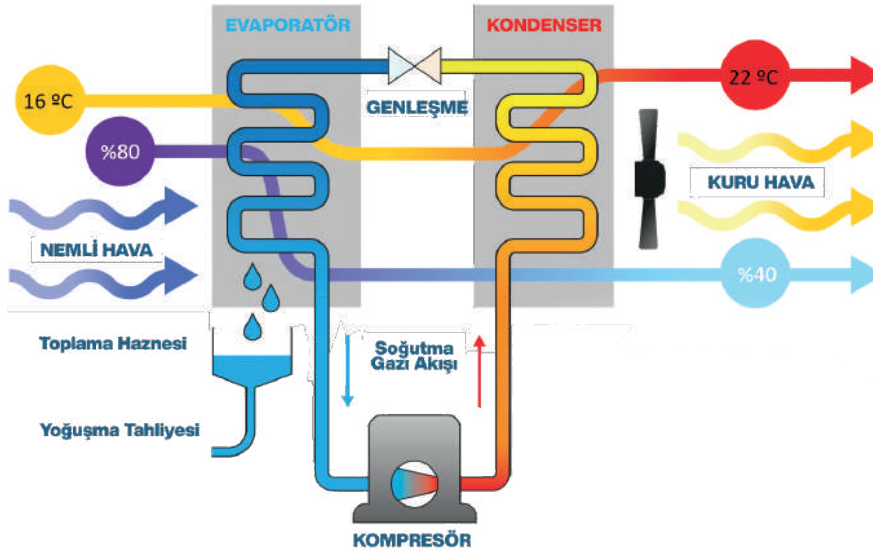 EVAPORATÖR
KONDENSER
16 ºC
22 ºC
GENLEŞME
%80
KURU HAVA
NEMLİ HAVA
%40
Toplama Haznesi
Soğutma
Gazı Akışı
Yoğuşma Tahliyesi
KOMPRESÖR